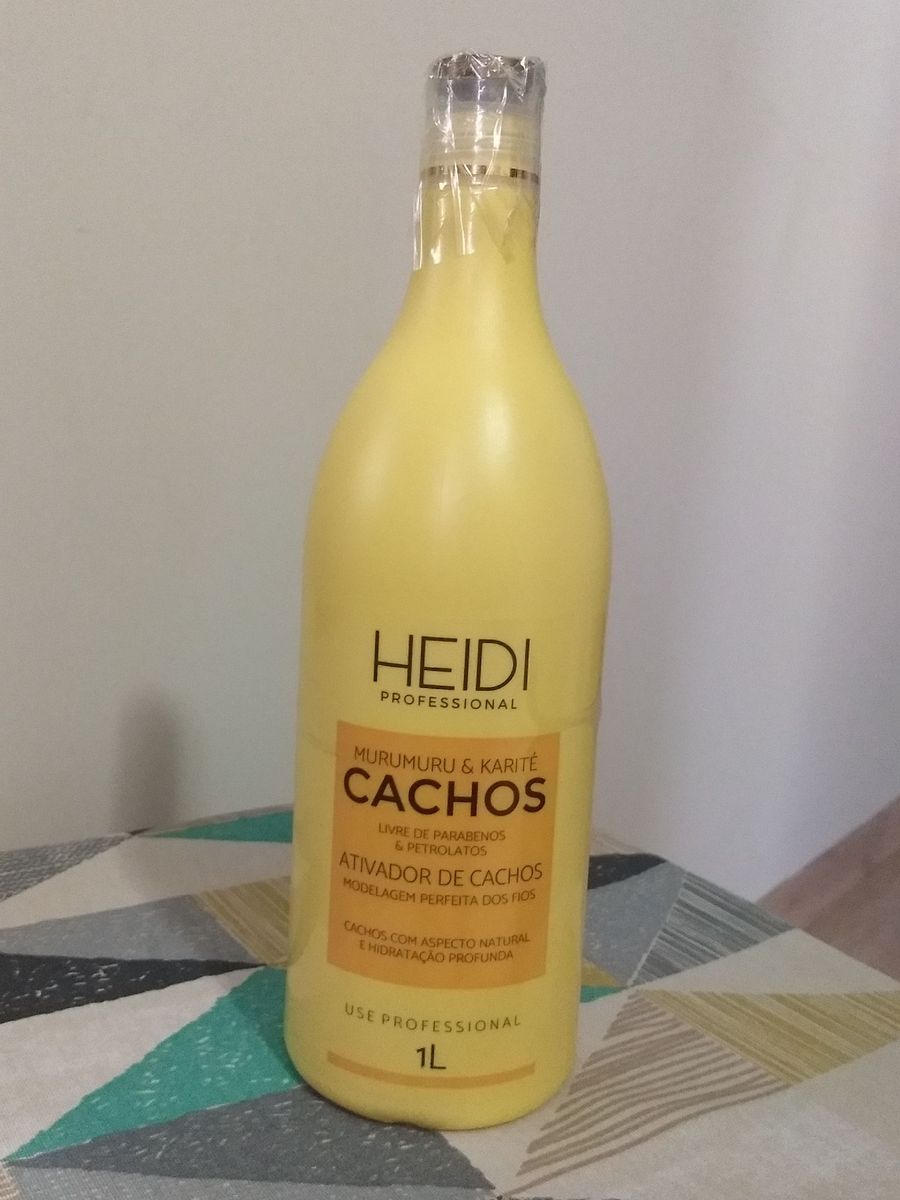 HEIDI
PROFESSIONAL
MURUMURU & KARITÉ
CACHOS
LIVRE DE PARABENOS
& PETROLATOS
ATIVADOR DE CACHOS
MODELAGEM PERFEITA DOS FIOS
CACHOS COM ASPECTO NATURAL
E HIDRATAÇÃO PROFUNDA
USE PROFESSIONAL
1L